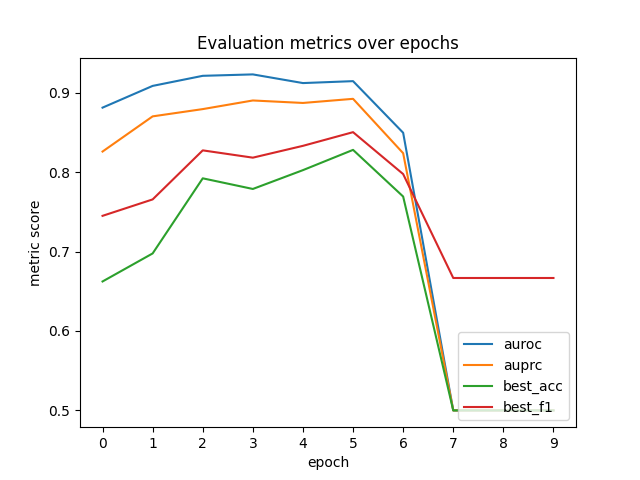 Evaluation metrics over epochs
metric score
0.9
0.8
0.7
0.6
0.5
auroc
auprc
best_acc
best_f1
0 1 2 3 4 5 6 7 8 9
epoch